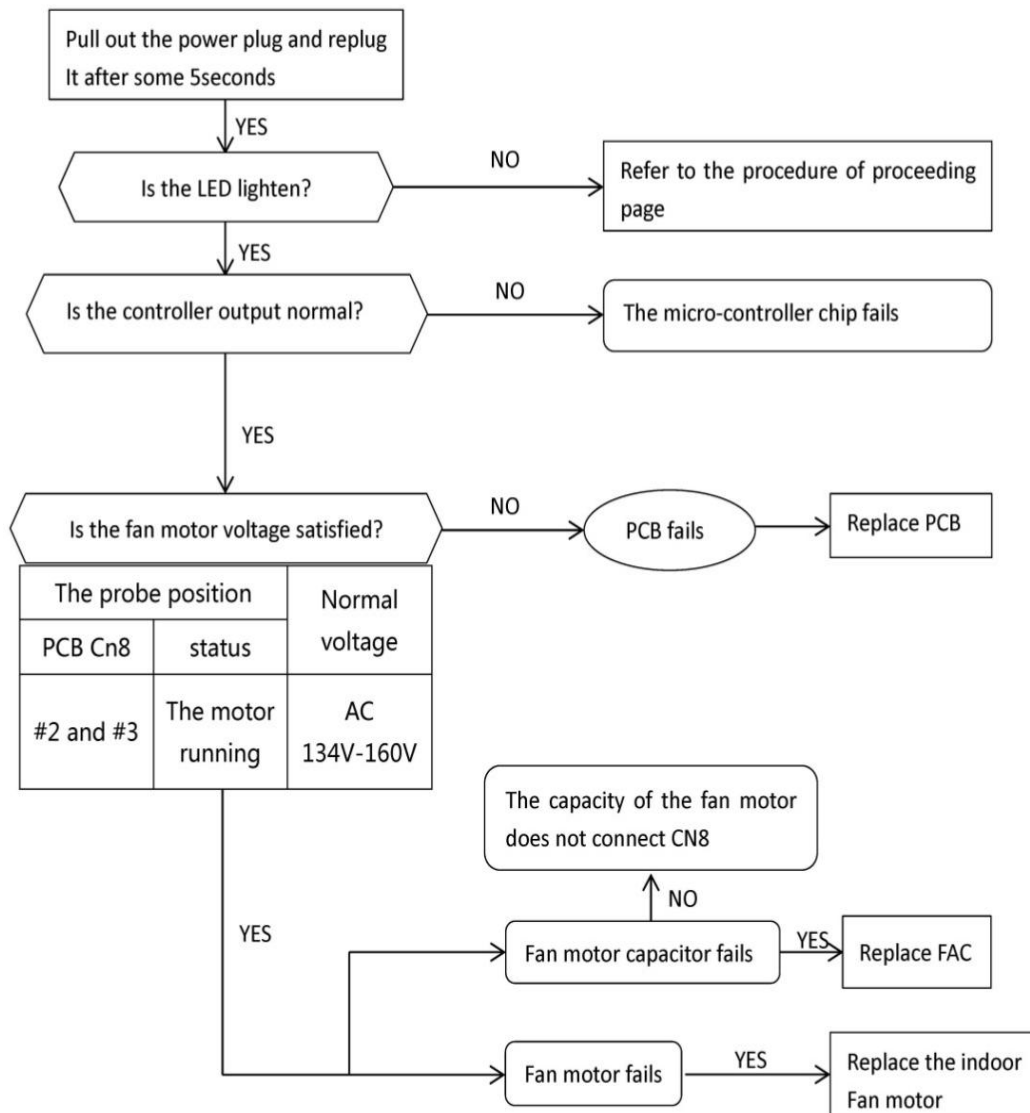 Pull out the power plug and replug
It after some 5seconds
YES
NO
Is the LED lighten?
Refer to the procedure of proceeding
page
YES
NO
Is the controller output normal?
The micro-controller chip fails
YES
NO
Is the fan motor voltage satisfied?
PCB fails
Replace PCB
The probe position
Normal
voltage
PCB Cn8
status
#2 and #3
The motor
running
AC
134V-160V
The capacity of the fan motor
does not connect CN8
NO
YES
Fan motor capacitor fails
YES
Replace FAC
Fan motor fails
YES
Replace the indoor
Fan motor